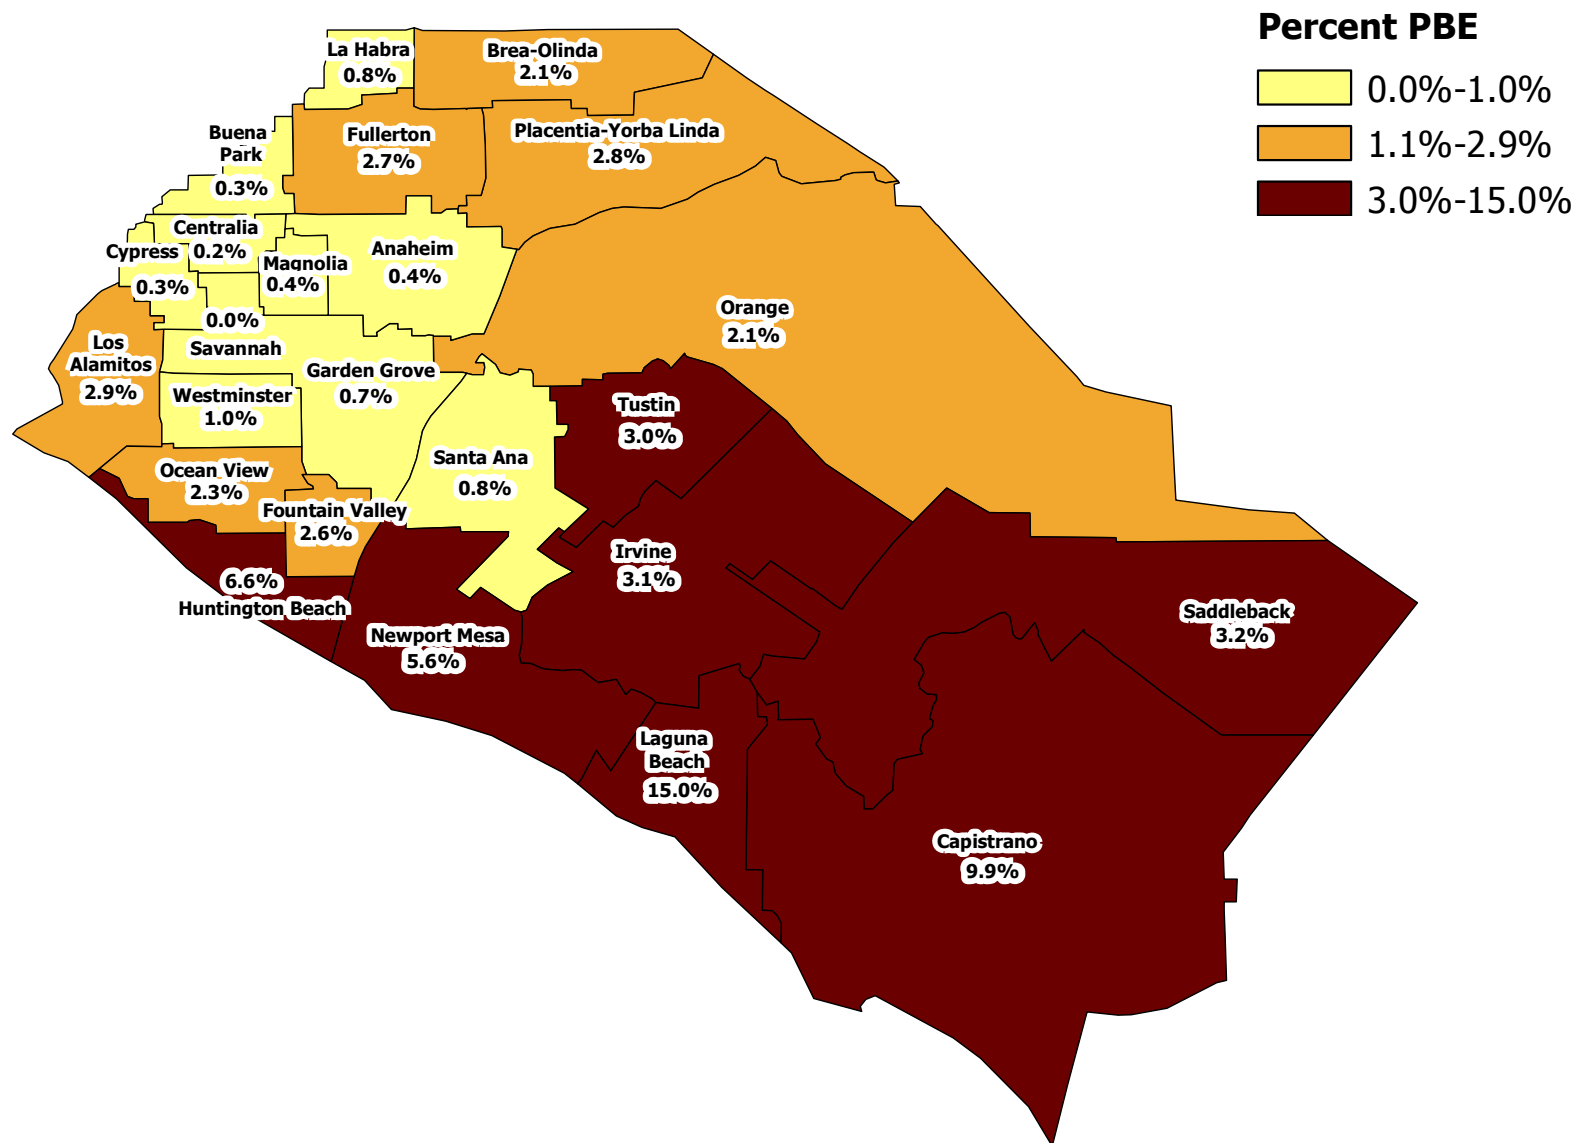 Percent PBE
0.0%-1.0%
1.1%-2.9%
3.0%-15.0%
La Habra
0.8%
Brea-Olinda
2.1%
Buena
Park
0.3%
Fullerton
2.7%
Placentia-Yorba Linda
2.8%
Centralia
0.2%
Cypress
0.3%
Magnolia
0.4%
Anaheim
0.4%
0.0%
Savannah
Orange
2.1%
Los
Alamitos
2.9%
Garden Grove
0.7%
Westminster
1.0%
Tustin
3.0%
Santa Ana
0.8%
Ocean View
2.3%
Fountain Valley
2.6%
Irvine
3.1%
6.6%
Huntington Beach
Newport Mesa
5.6%
Saddleback
3.2%
Laguna
Beach
15.0%
Capistrano
9.9%